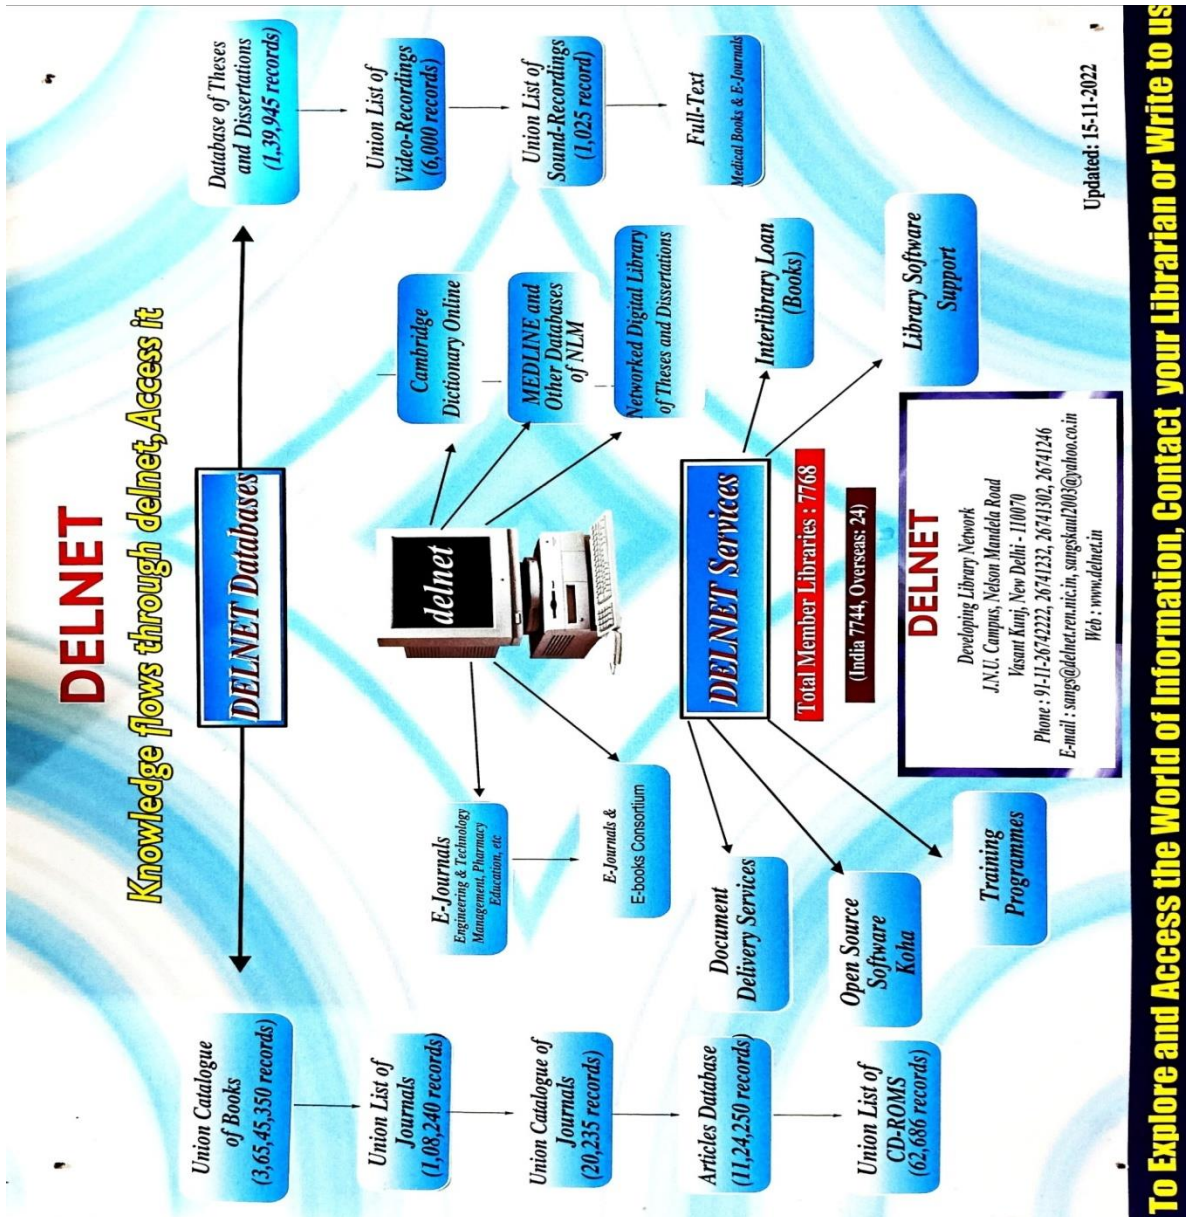 DELNET
Knowledge flows through delnet,Access it
DELNET Databases
Union Catalogue
of Books
(3,65,45,350 records)
Union List of
Journals
(1,08,240 records)
Union Catalogue of
Journals
(20,235 records)
Articles Database
(11,24,250 records)
Union List of
CD-ROMS
(62,686 records)
E-Journals
Engineering & Technology
Management, Pharmacy
Education, etc
E-Journals &
E-books Consortium
delnet
Cambridge
Dictionary Online
MEDLINE and
Other Databases
of NLM
Networked Digital Library
of Theses and Dissertations
Database of Theses
and Dissertations
(1,39,945 records)
Union List of
Video-Recordings
(6,000 records)
Union List of
Sound-Recordings
(1,025 record)
Full-Text
Medical Books & E-Journals
DELNET Services
Total Member Libraries : 7768
(India 7744, Overseas: 24)
Document
Delivery Services
Open Source
Software
Koha
Training
Programmes
Interlibrary Loan
(Books)
Library Software
Support
DELNET
Developing Library Network
J.N.U. Campus, Nelson Mandela Road
Vasant Kunj, New Delhi - 110070
Phone : 91-11-26742222, 26741232, 26741302, 26741246
E-mail : sangs@delnet.ren.nic.in, sangskaul2003@yahoo.co.in
Web : www.delnet.in
Updated: 15-11-2022
To Explore and Access the World of Information, Contact your Librarian or Write to us